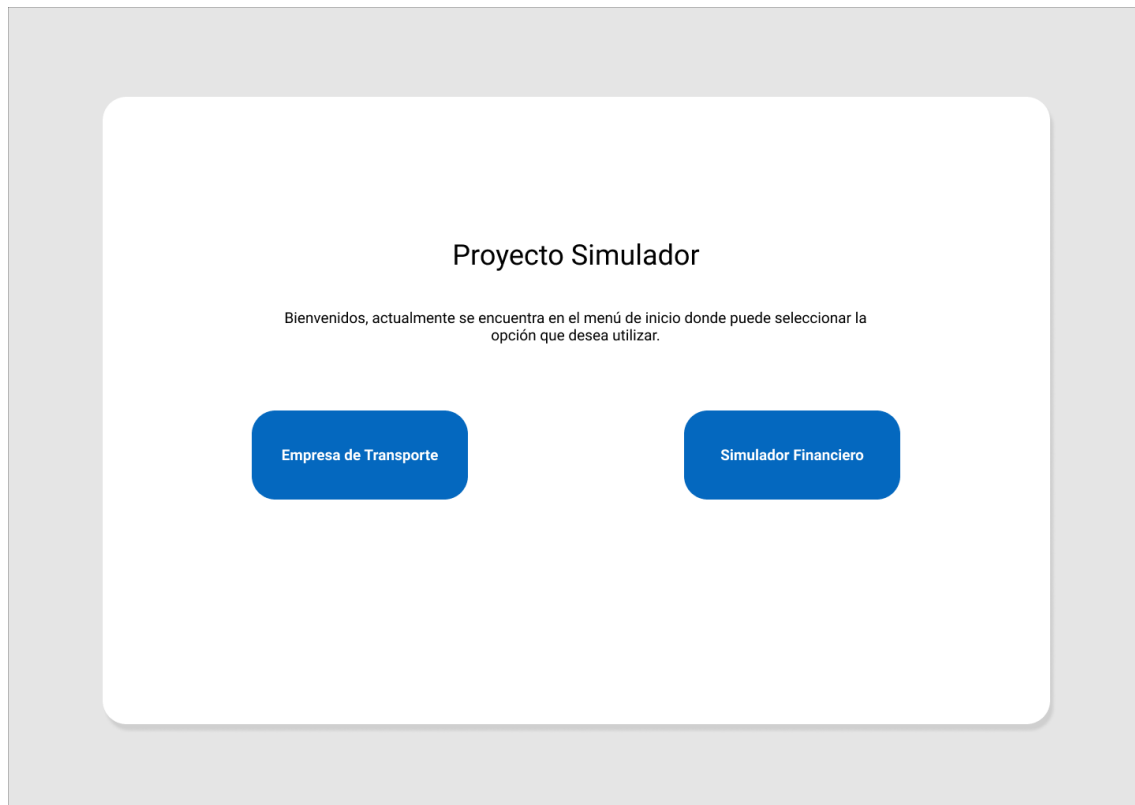 Proyecto Simulador
Bienvenidos, actualmente se encuentra en el menú de inicio donde puede seleccionar la
opción que desea utilizar.
Empresa de Transporte
Simulador Financiero